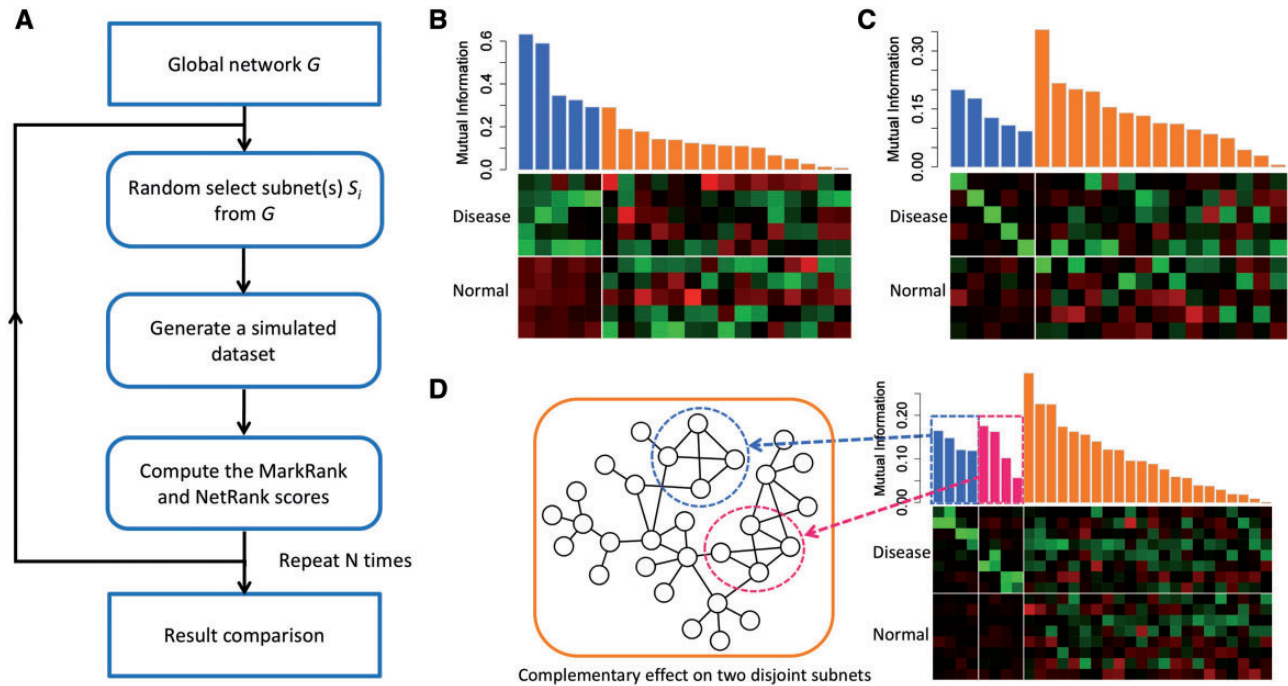 A
Global network G
Random select subnet(s) Si
from G
Generate a simulated
dataset
Compute the MarkRank
and NetRank scores
Repeat N times
Result comparison
B
Mutual Information
0.6
0.4
0.2
0.0
Disease
Normal
C
Mutual Information
0.30
0.15
0.00
Disease
Normal
D
Complementary effect on two disjoint subnets
Mutual Information
0.20
0.10
0.00
Disease
Normal